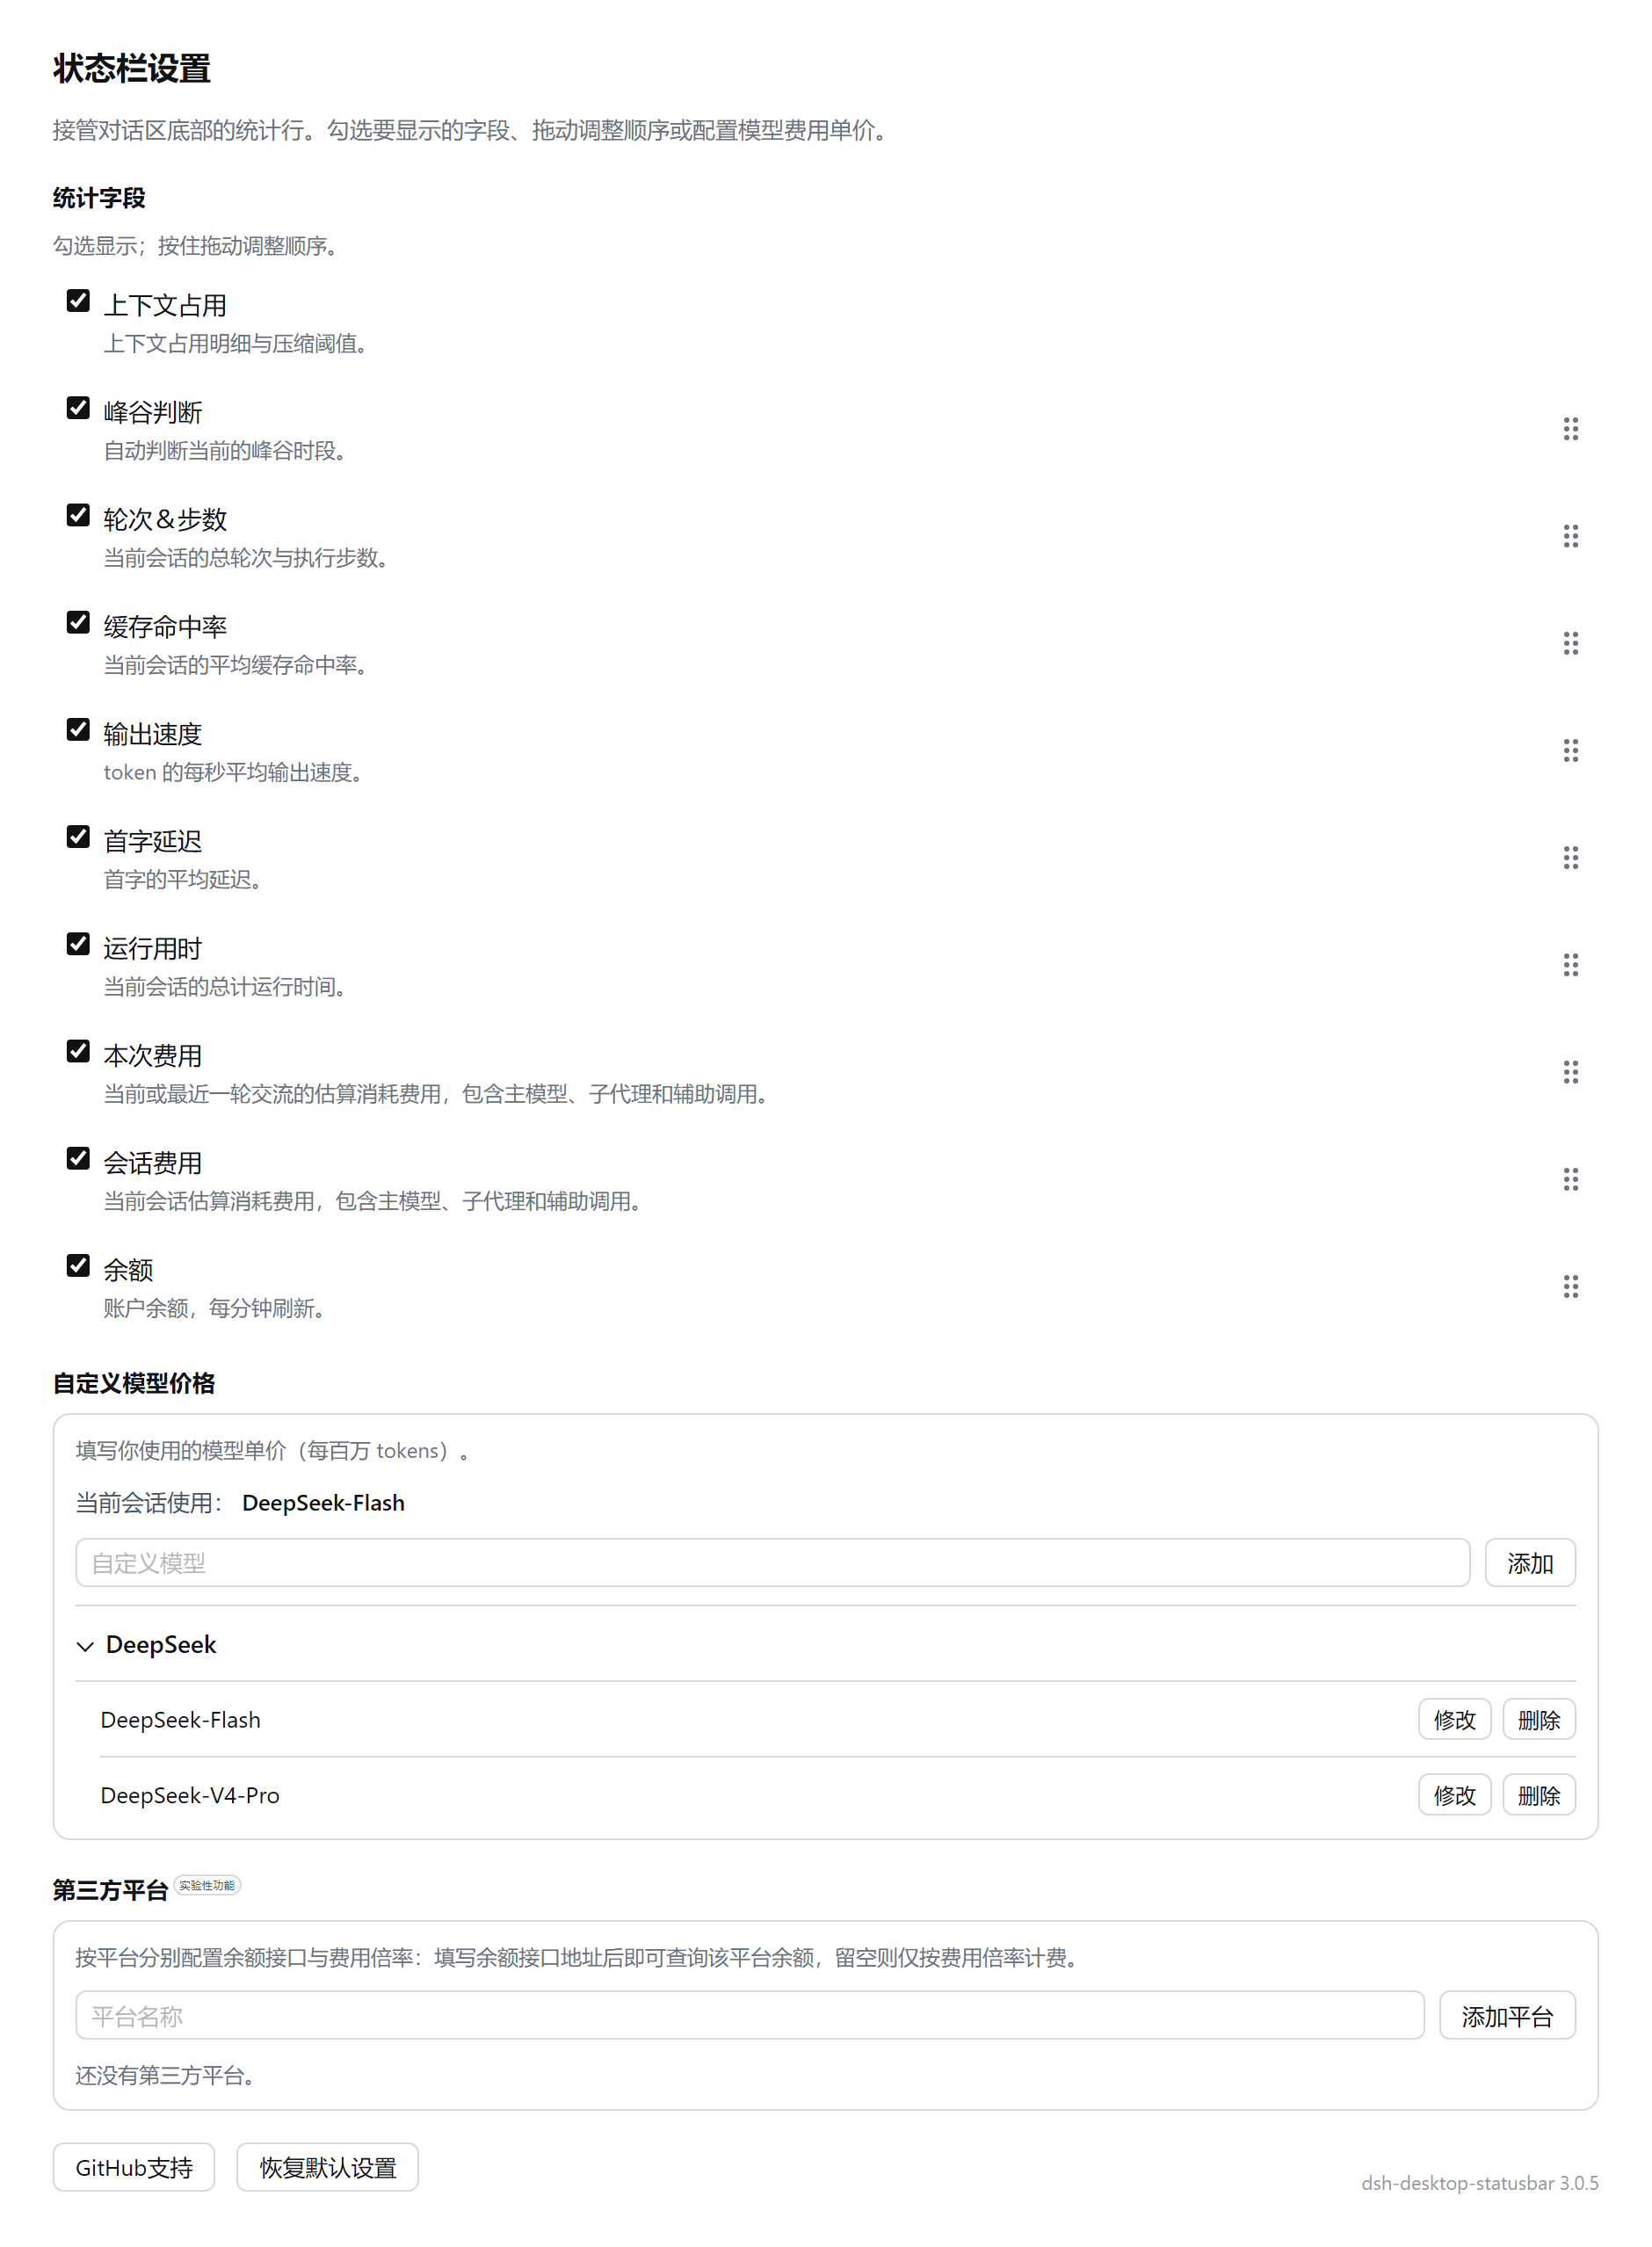 状态栏设置
接管对话区底部的统计行。勾选要显示的字段、拖动调整顺序或配置模型费用单价。
统计字段
勾选显示；按住拖动调整顺序。
上下文占用
上下文占用明细与压缩阈值。
峰谷判断
自动判断当前的峰谷时段。
轮次＆步数
当前会话的总轮次与执行步数。
缓存命中率
当前会话的平均缓存命中率。
输出速度
token 的每秒平均输出速度。
首字延迟
首字的平均延迟。
运行用时
当前会话的总计运行时间。
本次费用
当前或最近一轮交流的估算消耗费用，包含主模型、子代理和辅助调用。
会话费用
当前会话估算消耗费用，包含主模型、子代理和辅助调用。
余额
账户余额，每分钟刷新。
自定义模型价格
填写你使用的模型单价（每百万 tokens）。
当前会话使用： DeepSeek-Flash
自定义模型 添加
DeepSeek
DeepSeek-Flash 修改 删除
DeepSeek-V4-Pro 修改 删除
第三方平台 实验性功能
按平台分别配置余额接口与费用倍率：填写余额接口地址后即可查询该平台余额，留空则仅按费用倍率计费。
平台名称 添加平台
还没有第三方平台。
GitHub支持 恢复默认设置 dsh-desktop-statusbar 3.0.5